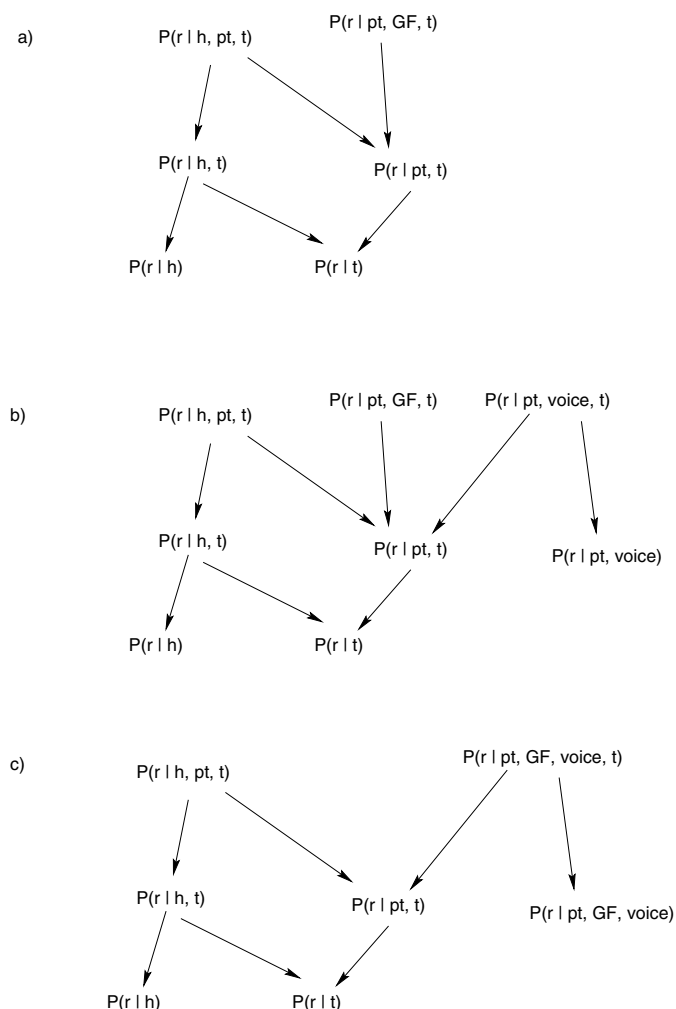 a)
P(r | h, pt, t)
P(r | pt, GF, t)
P(r | h, t)
P(r | pt, t)
P(r | h)
P(r | t)
b)
P(r | h, pt, t)
P(r | pt, GF, t)
P(r | pt, voice, t)
P(r | h, t)
P(r | pt, t)
P(r | pt, voice)
P(r | h)
P(r | t)
c)
P(r | h, pt, t)
P(r | pt, GF, voice, t)
P(r | h, t)
P(r | pt, t)
P(r | pt, GF, voice)
P(r | h)
P(r | t)